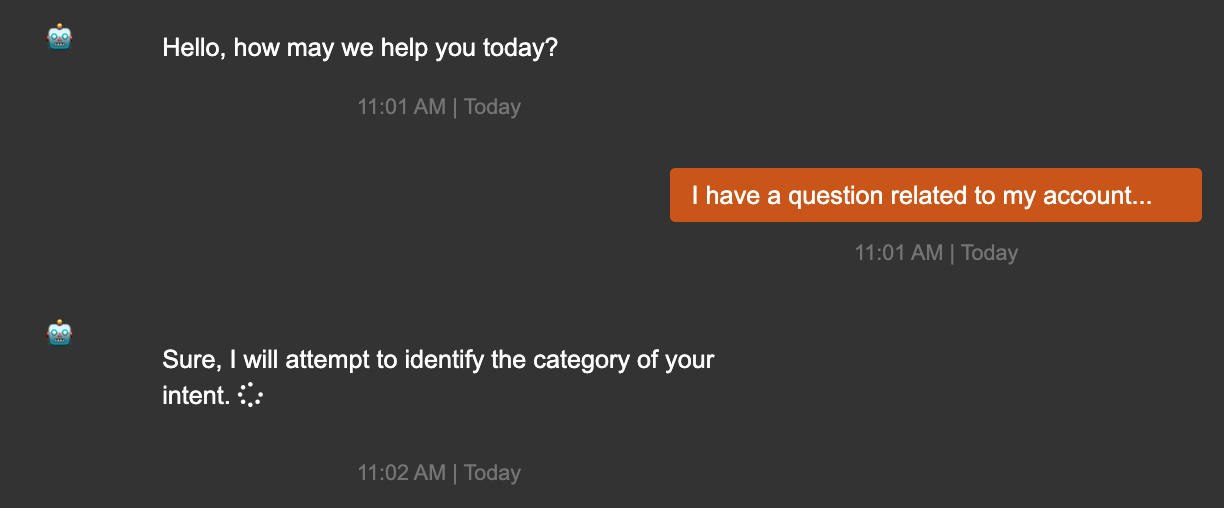 Hello, how may we help you today?
11:01 AM | Today
I have a question related to my account...
11:01 AM | Today
Sure, I will attempt to identify the category of your
intent.
11:02 AM | Today